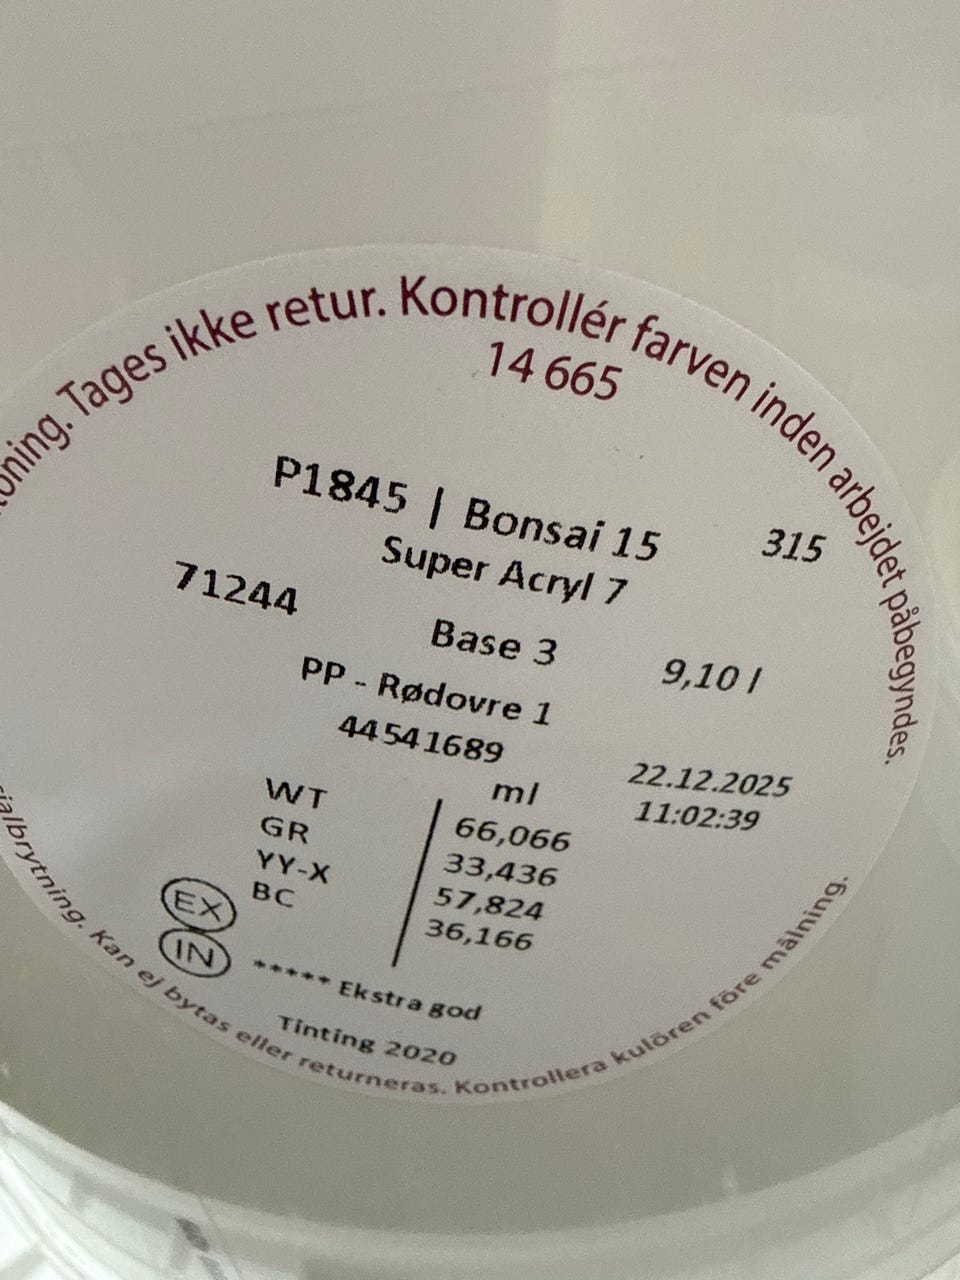 Tages ikke retur. Kontrollér farven inden arbejdet påbegyndes.
14 665
P1845 | Bonsai 15 315
Super Acryl 7
71244
Base 3 9,10 l
PP - Rødovre 1
44541689
22.12.2025
11:02:39
ml
WT 66,066
GR 33,436
YY-X 57,824
BC 36,166
EX
IN
***** Ekstra god
Tinting 2020
Kan ej bytas eller returneras. Kontrollera kulören före målning.